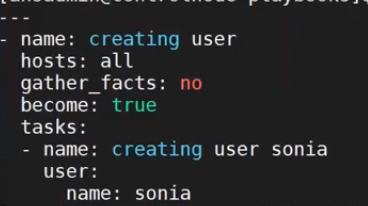 ---
- name: creating user
  hosts: all
  gather_facts: no
  become: true
  tasks:
  - name: creating user sonia
    user:
      name: sonia